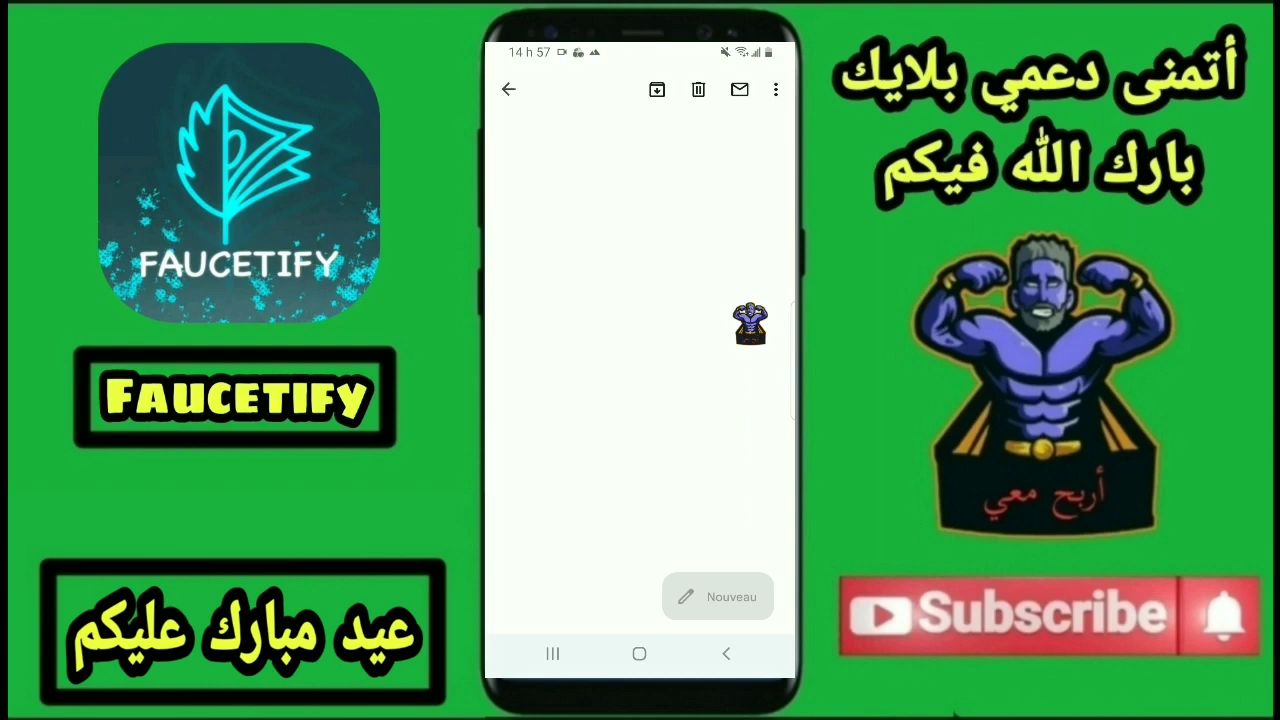 FAUCETIFY
Faucetify
عيد مبارك عليكم
14 h 57
Nouveau
أتمنى دعمي بلايك
بارك الله فيكم
أربح معي
Subscribe